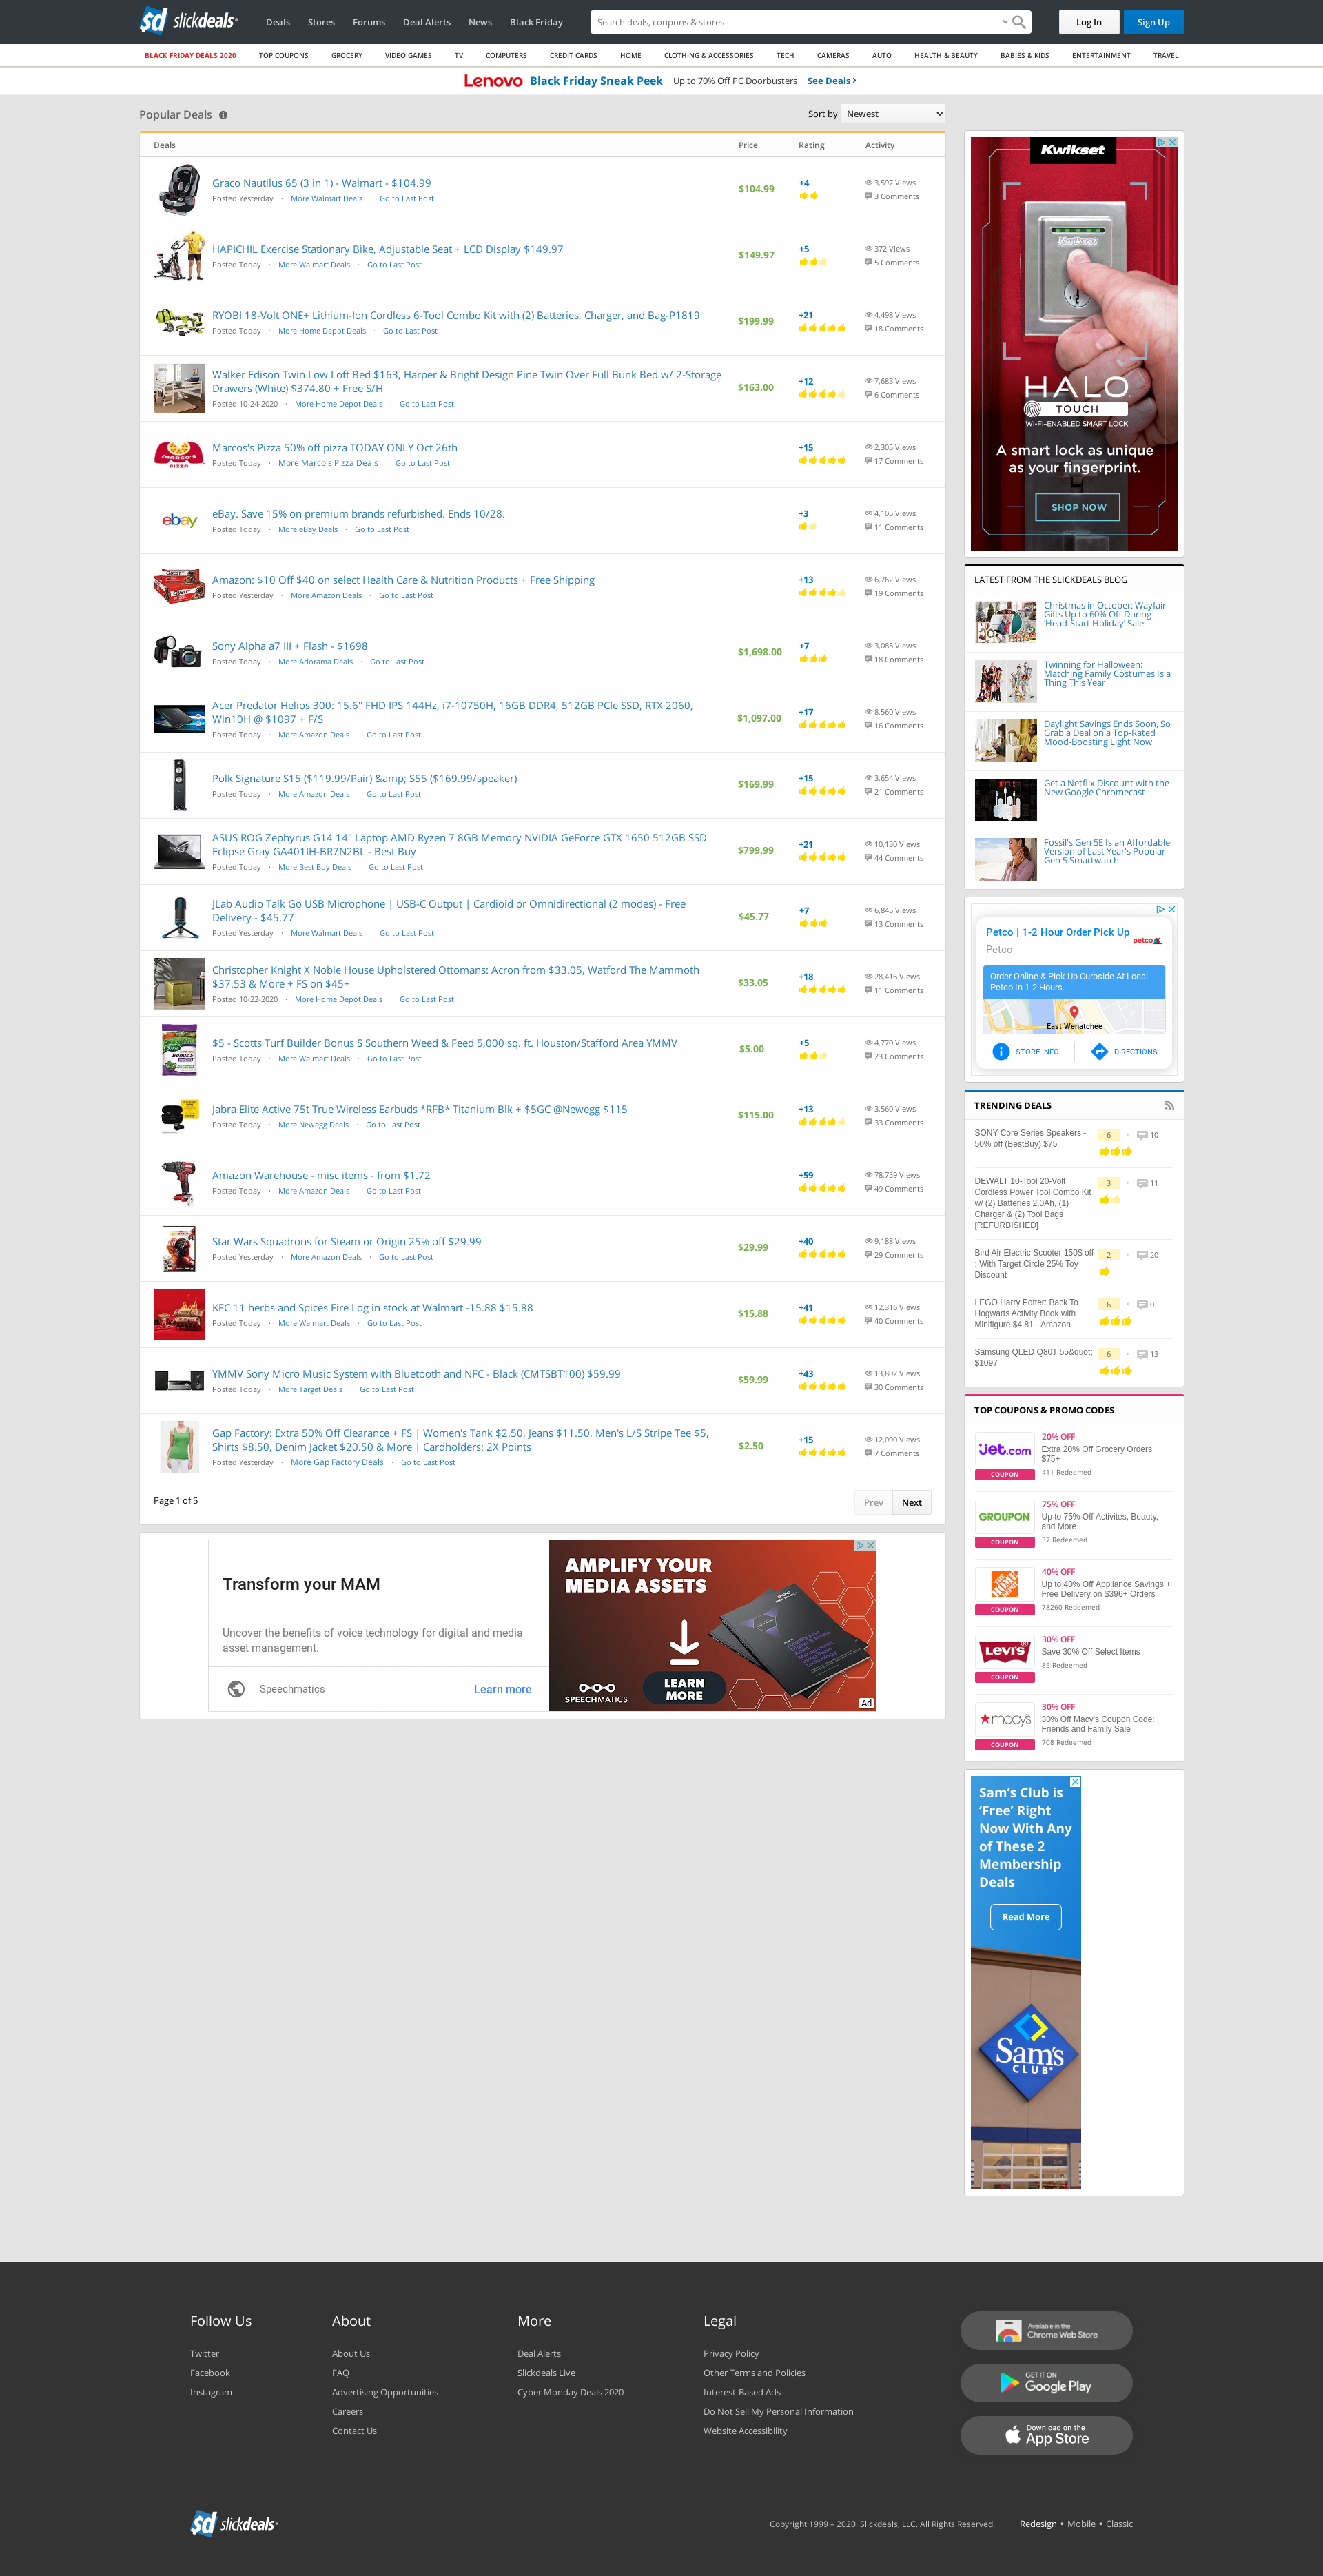 slickdeals
Deals Stores Forums Deal Alerts News Black Friday
Search deals, coupons & stores
Log In
Sign Up
BLACK FRIDAY DEALS 2020 TOP COUPONS GROCERY VIDEO GAMES TV COMPUTERS CREDIT CARDS HOME CLOTHING & ACCESSORIES TECH CAMERAS AUTO HEALTH & BEAUTY BABIES & KIDS ENTERTAINMENT TRAVEL
Lenovo Black Friday Sneak Peek Up to 70% Off PC Doorbusters See Deals ›
Popular Deals
Sort by Newest
Deals Price Rating Activity
Graco Nautilus 65 (3 in 1) - Walmart - $104.99
Posted Yesterday · More Walmart Deals · Go to Last Post
$104.99
+4
3,597 Views
3 Comments
HAPICHIL Exercise Stationary Bike, Adjustable Seat + LCD Display $149.97
Posted Today · More Walmart Deals · Go to Last Post
$149.97
+5
372 Views
5 Comments
RYOBI 18-Volt ONE+ Lithium-Ion Cordless 6-Tool Combo Kit with (2) Batteries, Charger, and Bag-P1819
Posted Today · More Home Depot Deals · Go to Last Post
$199.99
+21
4,498 Views
18 Comments
Walker Edison Twin Low Loft Bed $163, Harper & Bright Design Pine Twin Over Full Bunk Bed w/ 2-Storage
Drawers (White) $374.80 + Free S/H
Posted 10-24-2020 · More Home Depot Deals · Go to Last Post
$163.00
+12
7,683 Views
6 Comments
MARCO'S
PIZZA
Marcos's Pizza 50% off pizza TODAY ONLY Oct 26th
Posted Today · More Marco's Pizza Deals · Go to Last Post
+15
2,305 Views
17 Comments
ebay
eBay. Save 15% on premium brands refurbished. Ends 10/28.
Posted Today · More eBay Deals · Go to Last Post
+3
4,105 Views
11 Comments
Amazon: $10 Off $40 on select Health Care & Nutrition Products + Free Shipping
Posted Yesterday · More Amazon Deals · Go to Last Post
+13
6,762 Views
19 Comments
Sony Alpha a7 III + Flash - $1698
Posted Today · More Adorama Deals · Go to Last Post
$1,698.00
+7
3,085 Views
18 Comments
Acer Predator Helios 300: 15.6" FHD IPS 144Hz, i7-10750H, 16GB DDR4, 512GB PCIe SSD, RTX 2060,
Win10H @ $1097 + F/S
Posted Today · More Amazon Deals · Go to Last Post
$1,097.00
+17
8,560 Views
16 Comments
Polk Signature S15 ($119.99/Pair) &amp; S55 ($169.99/speaker)
Posted Today · More Amazon Deals · Go to Last Post
$169.99
+15
3,654 Views
21 Comments
ASUS ROG Zephyrus G14 14" Laptop AMD Ryzen 7 8GB Memory NVIDIA GeForce GTX 1650 512GB SSD
Eclipse Gray GA401IH-BR7N2BL - Best Buy
Posted Today · More Best Buy Deals · Go to Last Post
$799.99
+21
10,130 Views
44 Comments
JLab Audio Talk Go USB Microphone | USB-C Output | Cardioid or Omnidirectional (2 modes) - Free
Delivery - $45.77
Posted Yesterday · More Walmart Deals · Go to Last Post
$45.77
+7
6,845 Views
13 Comments
Christopher Knight X Noble House Upholstered Ottomans: Acron from $33.05, Watford The Mammoth
$37.53 & More + FS on $45+
Posted 10-22-2020 · More Home Depot Deals · Go to Last Post
$33.05
+18
28,416 Views
11 Comments
$5 - Scotts Turf Builder Bonus S Southern Weed & Feed 5,000 sq. ft. Houston/Stafford Area YMMV
Posted Today · More Walmart Deals · Go to Last Post
$5.00
+5
4,770 Views
23 Comments
Jabra Elite Active 75t True Wireless Earbuds *RFB* Titanium Blk + $5GC @Newegg $115
Posted Today · More Newegg Deals · Go to Last Post
$115.00
+13
3,560 Views
33 Comments
Amazon Warehouse - misc items - from $1.72
Posted Today · More Amazon Deals · Go to Last Post
+59
78,759 Views
49 Comments
Star Wars Squadrons for Steam or Origin 25% off $29.99
Posted Yesterday · More Amazon Deals · Go to Last Post
$29.99
+40
9,188 Views
29 Comments
KFC 11 herbs and Spices Fire Log in stock at Walmart -15.88 $15.88
Posted Today · More Walmart Deals · Go to Last Post
$15.88
+41
12,316 Views
40 Comments
YMMV Sony Micro Music System with Bluetooth and NFC - Black (CMTSBT100) $59.99
Posted Today · More Target Deals · Go to Last Post
$59.99
+43
13,802 Views
30 Comments
Gap Factory: Extra 50% Off Clearance + FS | Women's Tank $2.50, Jeans $11.50, Men's L/S Stripe Tee $5,
Shirts $8.50, Denim Jacket $20.50 & More | Cardholders: 2X Points
Posted Yesterday · More Gap Factory Deals · Go to Last Post
$2.50
+15
12,090 Views
7 Comments
Page 1 of 5
Prev Next
Transform your MAM
Uncover the benefits of voice technology for digital and media
asset management.
Speechmatics
Learn more
AMPLIFY YOUR
MEDIA ASSETS
SPEECHMATICS
LEARN
MORE
Ad
Kwikset
Kwikset
HALO
TOUCH
WI-FI-ENABLED SMART LOCK
A smart lock as unique
as your fingerprint.
SHOP NOW
LATEST FROM THE SLICKDEALS BLOG
Christmas in October: Wayfair
Gifts Up to 60% Off During
'Head-Start Holiday' Sale
Twinning for Halloween:
Matching Family Costumes Is a
Thing This Year
Daylight Savings Ends Soon, So
Grab a Deal on a Top-Rated
Mood-Boosting Light Now
NETFLIX
Get a Netflix Discount with the
New Google Chromecast
Fossil's Gen 5E Is an Affordable
Version of Last Year's Popular
Gen 5 Smartwatch
Petco | 1-2 Hour Order Pick Up
Petco
petco
Order Online & Pick Up Curbside At Local
Petco In 1-2 Hours.
East Wenatchee
STORE INFO
DIRECTIONS
TRENDING DEALS
SONY Core Series Speakers -
50% off (BestBuy) $75
6 10
DEWALT 10-Tool 20-Volt
Cordless Power Tool Combo Kit
w/ (2) Batteries 2.0Ah, (1)
Charger & (2) Tool Bags
[REFURBISHED]
3 11
Bird Air Electric Scooter 150$ off
: With Target Circle 25% Toy
Discount
2 20
LEGO Harry Potter: Back To
Hogwarts Activity Book with
Minifigure $4.81 - Amazon
6 0
Samsung QLED Q80T 55&quot;
$1097
6 13
TOP COUPONS & PROMO CODES
jet.com
COUPON
20% OFF
Extra 20% Off Grocery Orders
$75+
411 Redeemed
GROUPON
COUPON
75% OFF
Up to 75% Off Activites, Beauty,
and More
37 Redeemed
COUPON
40% OFF
Up to 40% Off Appliance Savings +
Free Delivery on $396+ Orders
78260 Redeemed
LEVI'S
COUPON
30% OFF
Save 30% Off Select Items
85 Redeemed
macy's
COUPON
30% OFF
30% Off Macy's Coupon Code:
Friends and Family Sale
708 Redeemed
Sam's Club is
'Free' Right
Now With Any
of These 2
Membership
Deals
Read More
Sam's
CLUB
Follow Us
Twitter
Facebook
Instagram
About
About Us
FAQ
Advertising Opportunities
Careers
Contact Us
More
Deal Alerts
Slickdeals Live
Cyber Monday Deals 2020
Legal
Privacy Policy
Other Terms and Policies
Interest-Based Ads
Do Not Sell My Personal Information
Website Accessibility
Available in the
Chrome Web Store
GET IT ON
Google Play
Download on the
App Store
slickdeals
Copyright 1999 – 2020. Slickdeals, LLC. All Rights Reserved.
Redesign • Mobile • Classic